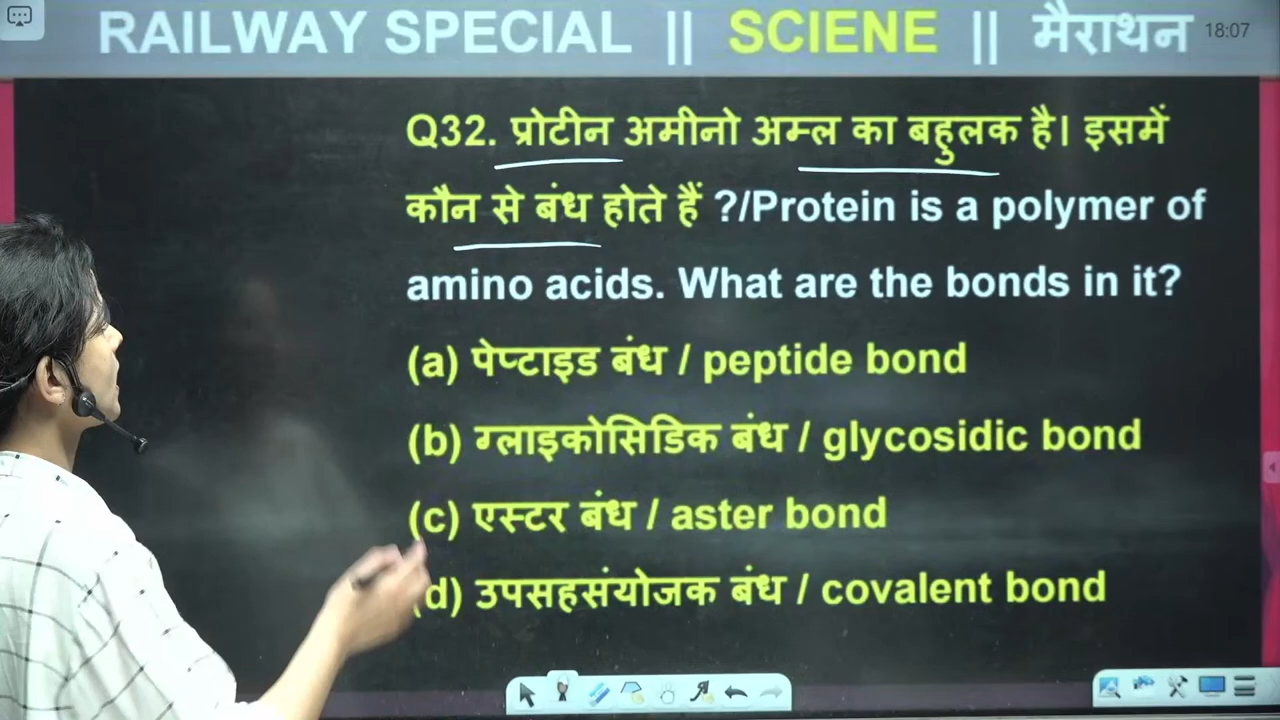 RAILWAY SPECIAL || SCIENE || मैराथन 18:07
Q32. प्रोटीन अमीनो अम्ल का बहुलक है। इसमें
कौन से बंध होते हैं ?/Protein is a polymer of
amino acids. What are the bonds in it?
(a) पेप्टाइड बंध / peptide bond
(b) ग्लाइकोसिडिक बंध / glycosidic bond
(c) एस्टर बंध / aster bond
(d) उपसहसंयोजक बंध / covalent bond